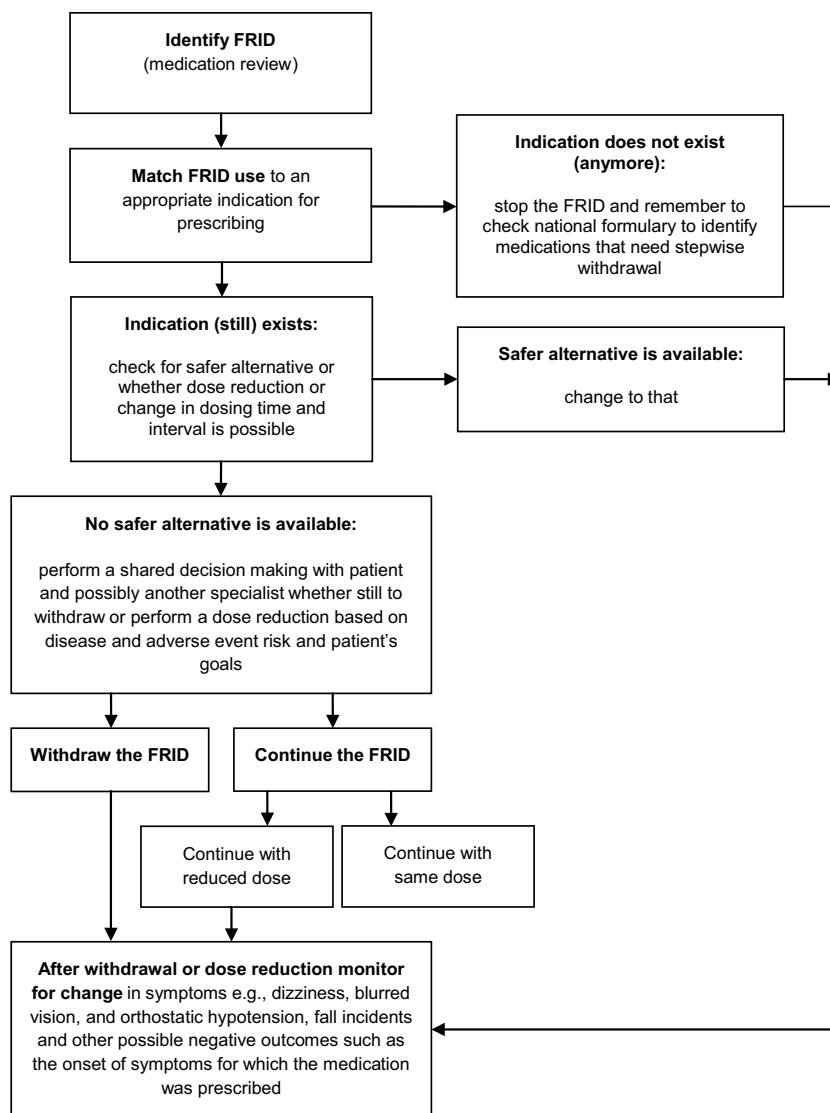 Identify FRID
(medication review)
Match FRID use to an
appropriate indication for
prescribing
Indication does not exist
(anymore):
stop the FRID and remember to
check national formulary to identify
medications that need stepwise
withdrawal
Indication (still) exists:
check for safer alternative or
whether dose reduction or
change in dosing time and
interval is possible
Safer alternative is available:
change to that
No safer alternative is available:
perform a shared decision making with patient
and possibly another specialist whether still to
withdraw or perform a dose reduction based on
disease and adverse event risk and patient’s
goals
Withdraw the FRID
Continue the FRID
Continue with
reduced dose
Continue with
same dose
After withdrawal or dose reduction monitor
for change in symptoms e.g., dizziness, blurred
vision, and orthostatic hypotension, fall incidents
and other possible negative outcomes such as
the onset of symptoms for which the medication
was prescribed